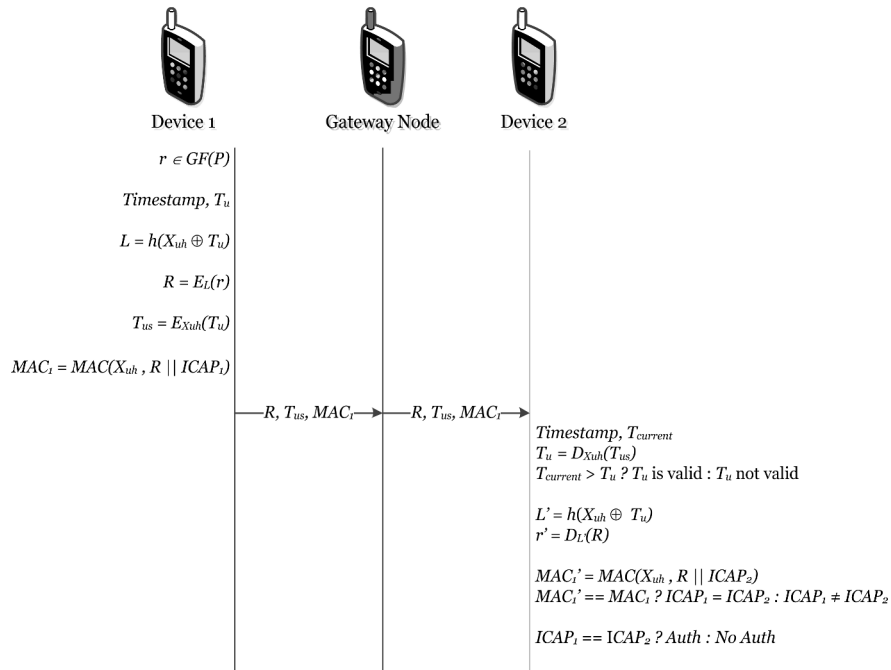 Device 1 Gateway Node Device 2
r ∈ GF(P)
Timestamp, Tu
L = h(Xuh ⊕ Tu)
R = EL(r)
Tus = EXuh(Tu)
MAC1 = MAC(Xuh , R || ICAP1)
R, Tus, MAC1 R, Tus, MAC1
Timestamp, Tcurrent
Tu = DXuh(Tus)
Tcurrent > Tu ? Tu is valid : Tu not valid
L’ = h(Xuh ⊕ Tu)
r’ = DL’(R)
MAC1’ = MAC(Xuh , R || ICAP2)
MAC1’ == MAC1 ? ICAP1 = ICAP2 : ICAP1 ≠ ICAP2
ICAP1 == ICAP2 ? Auth : No Auth